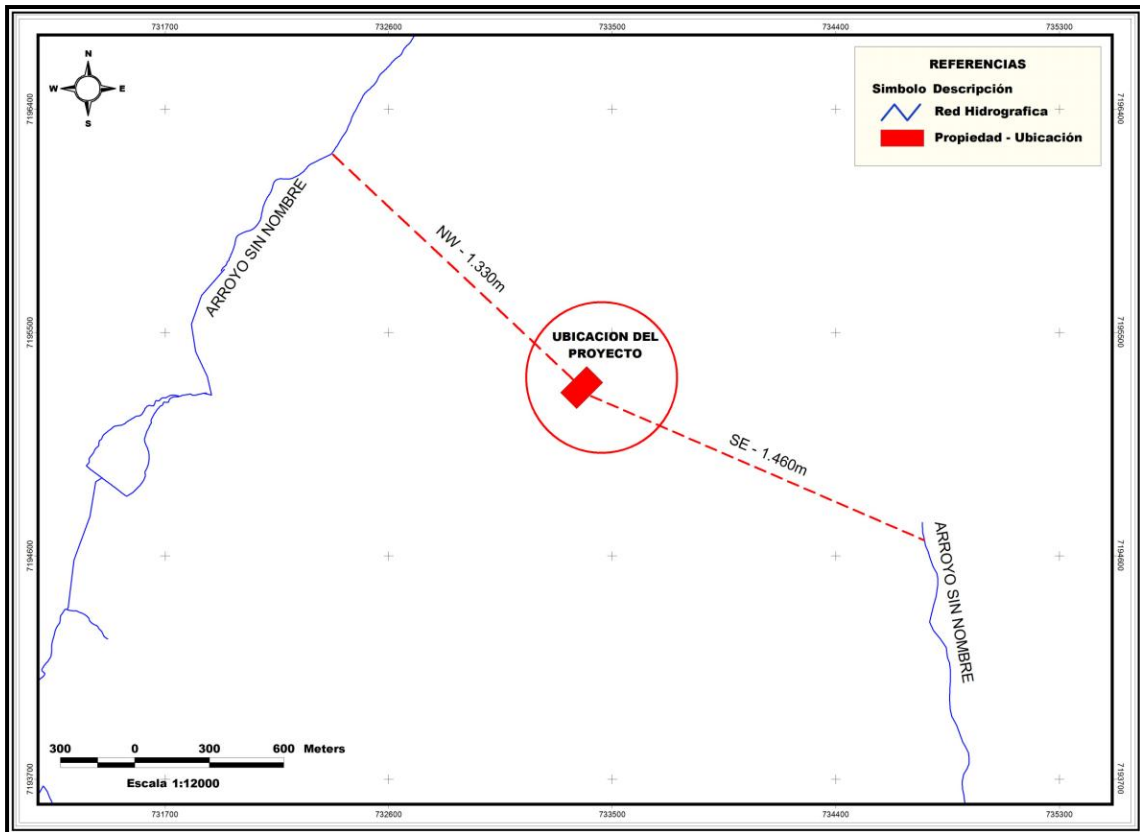 731700 732600 733500 734400 735300
N
W E
S
REFERENCIAS
Simbolo Descripción
Red Hidrografica
Propiedad - Ubicación
7196400 7196400
ARROYO SIN NOMBRE
NW - 1.330m
7195500 7195500
UBICACION DEL
PROYECTO
SE - 1.460m
7194600 7194600
ARROYO SIN NOMBRE
300 0 300 600 Meters
Escala 1:12000
7193700 7193700
731700 732600 733500 734400 735300